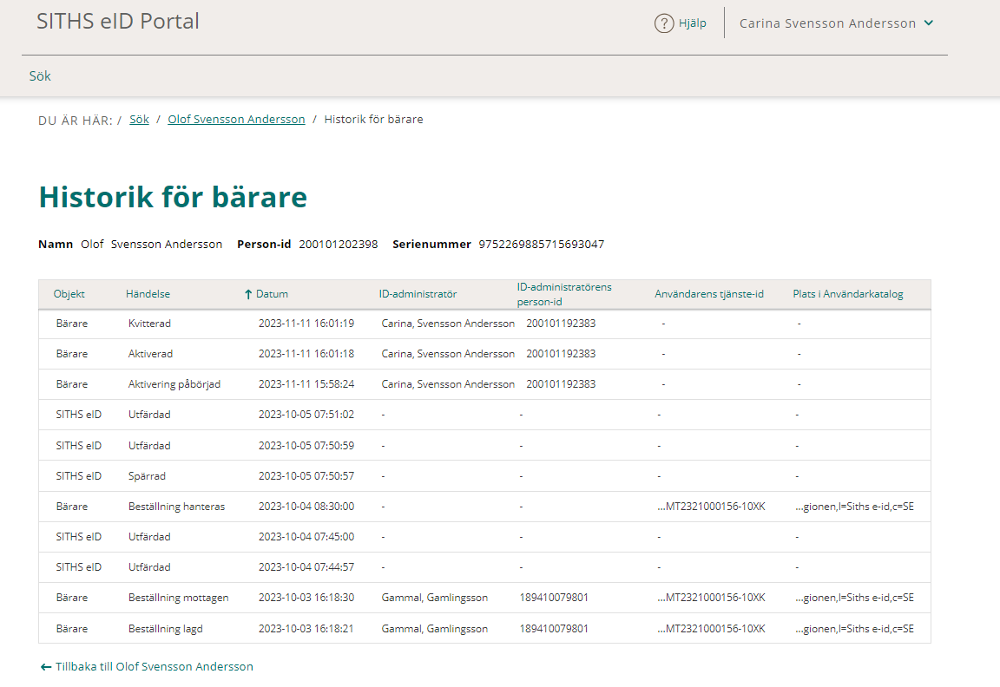 SITHS eID Portal
? Hjälp
Carina Svensson Andersson
Sök
DU ÄR HÄR: / Sök / Olof Svensson Andersson / Historik för bärare
Historik för bärare
Namn Olof Svensson Andersson Person-id 200101202398 Serienummer 9752269885715693047
Objekt Händelse Datum ID-administratör ID-administratörens person-id Användarens tjänste-id Plats i Användarkatalog
Bärare Kvitterad 2023-11-11 16:01:19 Carina, Svensson Andersson 200101192383 - -
Bärare Aktiverad 2023-11-11 16:01:18 Carina, Svensson Andersson 200101192383 - -
Bärare Aktivering påbörjad 2023-11-11 15:58:24 Carina, Svensson Andersson 200101192383 - -
SITHS eID Utfärdad 2023-10-05 07:51:02 - - - -
SITHS eID Utfärdad 2023-10-05 07:50:59 - - - -
SITHS eID Spärrad 2023-10-05 07:50:57 - - - -
Bärare Beställning hanteras 2023-10-04 08:30:00 - - ...MT2321000156-10XK ...gionen,l=Siths e-id,c=SE
SITHS eID Utfärdad 2023-10-04 07:45:00 - - - -
SITHS eID Utfärdad 2023-10-04 07:44:57 - - - -
Bärare Beställning mottagen 2023-10-03 16:18:30 Gammal, Gamlingsson 189410079801 ...MT2321000156-10XK ...gionen,l=Siths e-id,c=SE
Bärare Beställning lagd 2023-10-03 16:18:21 Gammal, Gamlingsson 189410079801 ...MT2321000156-10XK ...gionen,l=Siths e-id,c=SE
Tillbaka till Olof Svensson Andersson